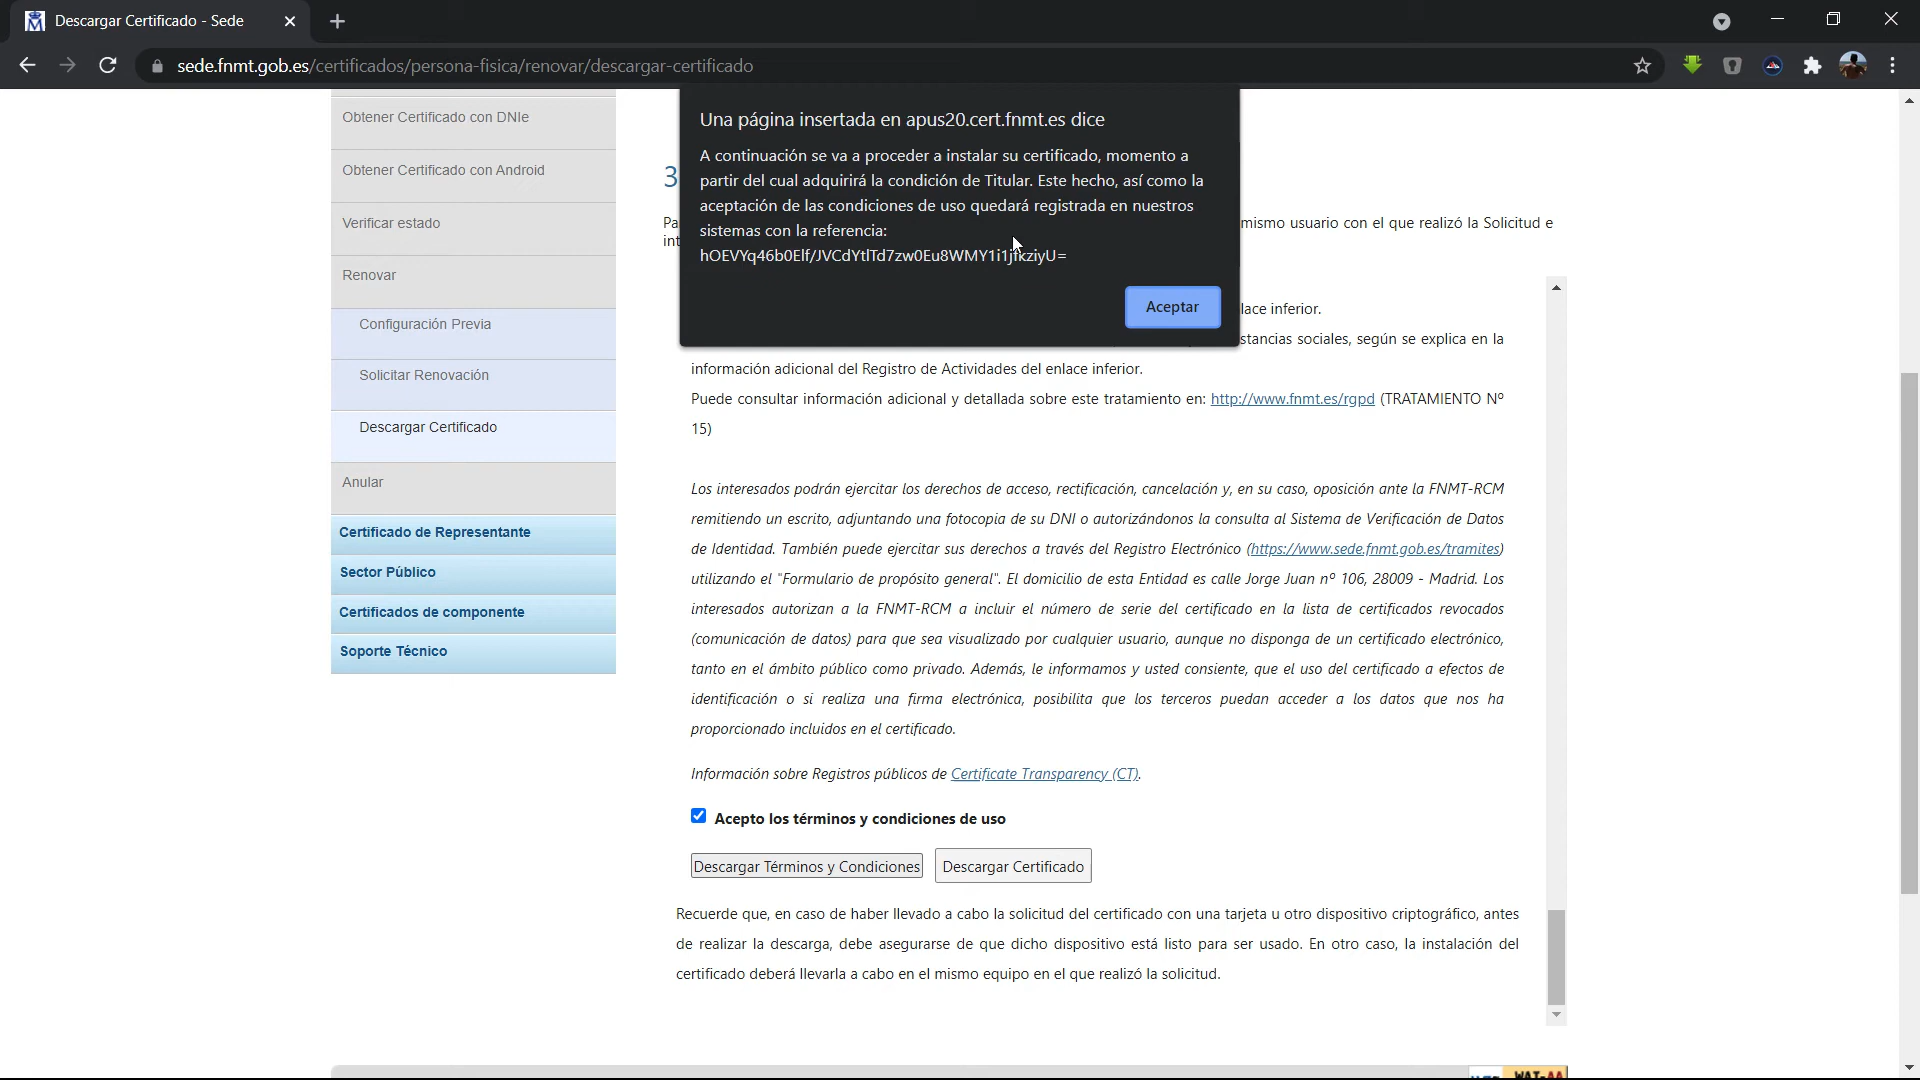 Descargar Certificado - Sede
sede.fnmt.gob.es/certificados/persona-fisica/renovar/descargar-certificado
Obtener Certificado con DNIe
Obtener Certificado con Android
Verificar estado
Renovar
Configuración Previa
Solicitar Renovación
Descargar Certificado
Anular
Certificado de Representante
Sector Público
Certificados de componente
Soporte Técnico
Una página insertada en apus20.cert.fnmt.es dice
A continuación se va a proceder a instalar su certificado, momento a
partir del cual adquirirá la condición de Titular. Este hecho, así como la
aceptación de las condiciones de uso quedará registrada en nuestros
sistemas con la referencia:
Aceptar
3
mismo usuario con el que realizó la Solicitud e
lace inferior.
stancias sociales, según se explica en la
información adicional del Registro de Actividades del enlace inferior.
Puede consultar información adicional y detallada sobre este tratamiento en: http://www.fnmt.es/rgpd (TRATAMIENTO Nº
15)
Los interesados podrán ejercitar los derechos de acceso, rectificación, cancelación y, en su caso, oposición ante la FNMT-RCM
remitiendo un escrito, adjuntando una fotocopia de su DNI o autorizándonos la consulta al Sistema de Verificación de Datos
de Identidad. También puede ejercitar sus derechos a través del Registro Electrónico (https://www.sede.fnmt.gob.es/tramites)
utilizando el "Formulario de propósito general". El domicilio de esta Entidad es calle Jorge Juan nº 106, 28009 - Madrid. Los
interesados autorizan a la FNMT-RCM a incluir el número de serie del certificado en la lista de certificados revocados
(comunicación de datos) para que sea visualizado por cualquier usuario, aunque no disponga de un certificado electrónico,
tanto en el ámbito público como privado. Además, le informamos y usted consiente, que el uso del certificado a efectos de
identificación o si realiza una firma electrónica, posibilita que los terceros puedan acceder a los datos que nos ha
proporcionado incluidos en el certificado.
Información sobre Registros públicos de Certificate Transparency (CT).
Acepto los términos y condiciones de uso
Descargar Términos y Condiciones Descargar Certificado
Recuerde que, en caso de haber llevado a cabo la solicitud del certificado con una tarjeta u otro dispositivo criptográfico, antes
de realizar la descarga, debe asegurarse de que dicho dispositivo está listo para ser usado. En otro caso, la instalación del
certificado deberá llevarla a cabo en el mismo equipo en el que realizó la solicitud.